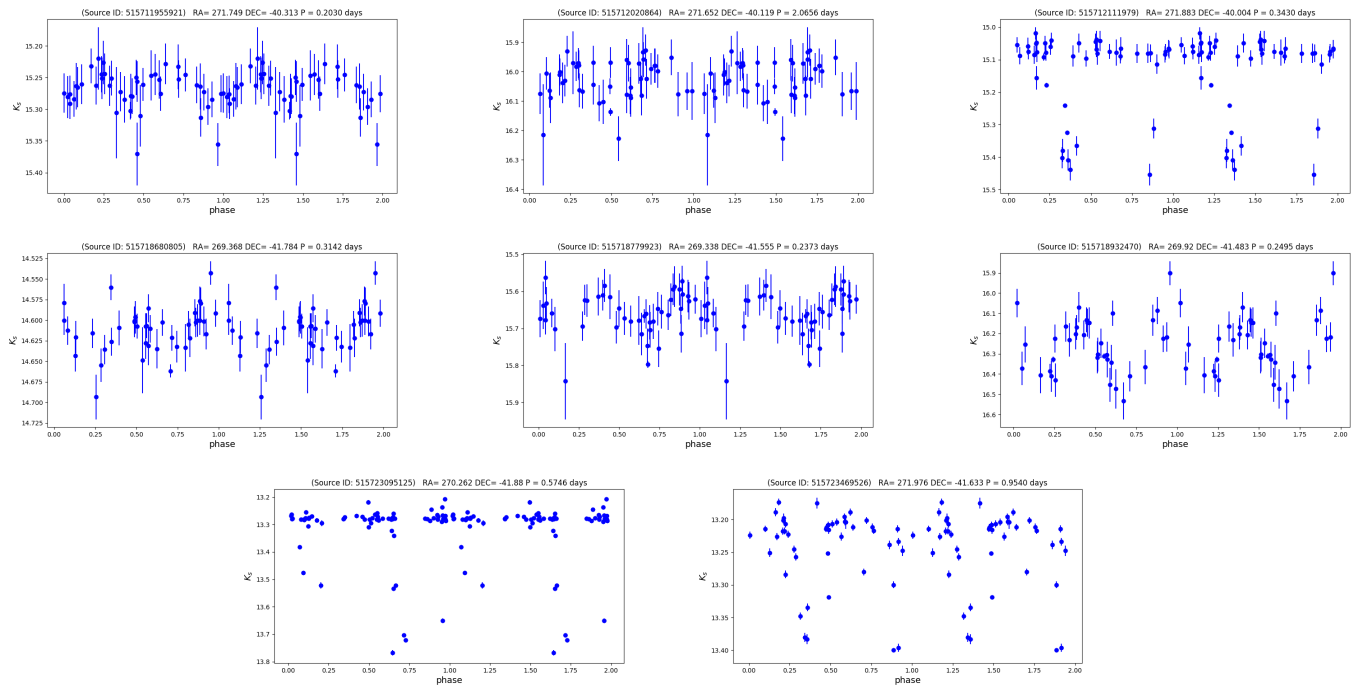 (Source ID: 515711955921) RA= 271.749 DEC= -40.313 P = 0.2030 days
15.20
15.25
15.30
15.35
15.40
Ks
0.00 0.25 0.50 0.75 1.00 1.25 1.50 1.75 2.00
phase
(Source ID: 515712020864) RA= 271.652 DEC= -40.119 P = 2.0656 days
15.9
16.0
16.1
16.2
16.3
16.4
Ks
0.00 0.25 0.50 0.75 1.00 1.25 1.50 1.75 2.00
phase
(Source ID: 515712111979) RA= 271.883 DEC= -40.004 P = 0.3430 days
15.0
15.1
15.2
15.3
15.4
15.5
Ks
0.00 0.25 0.50 0.75 1.00 1.25 1.50 1.75 2.00
phase
(Source ID: 515718680805) RA= 269.368 DEC= -41.784 P = 0.3142 days
14.525
14.550
14.575
14.600
14.625
14.650
14.675
14.700
14.725
Ks
0.00 0.25 0.50 0.75 1.00 1.25 1.50 1.75 2.00
phase
(Source ID: 515718779923) RA= 269.338 DEC= -41.555 P = 0.2373 days
15.5
15.6
15.7
15.8
15.9
Ks
0.00 0.25 0.50 0.75 1.00 1.25 1.50 1.75 2.00
phase
(Source ID: 515718932470) RA= 269.92 DEC= -41.483 P = 0.2495 days
15.9
16.0
16.1
16.2
16.3
16.4
16.5
16.6
Ks
0.00 0.25 0.50 0.75 1.00 1.25 1.50 1.75 2.00
phase
(Source ID: 515723095125) RA= 270.262 DEC= -41.88 P = 0.5746 days
13.2
13.3
13.4
13.5
13.6
13.7
13.8
Ks
0.00 0.25 0.50 0.75 1.00 1.25 1.50 1.75 2.00
phase
(Source ID: 515723469526) RA= 271.976 DEC= -41.633 P = 0.9540 days
13.20
13.25
13.30
13.35
13.40
Ks
0.00 0.25 0.50 0.75 1.00 1.25 1.50 1.75 2.00
phase